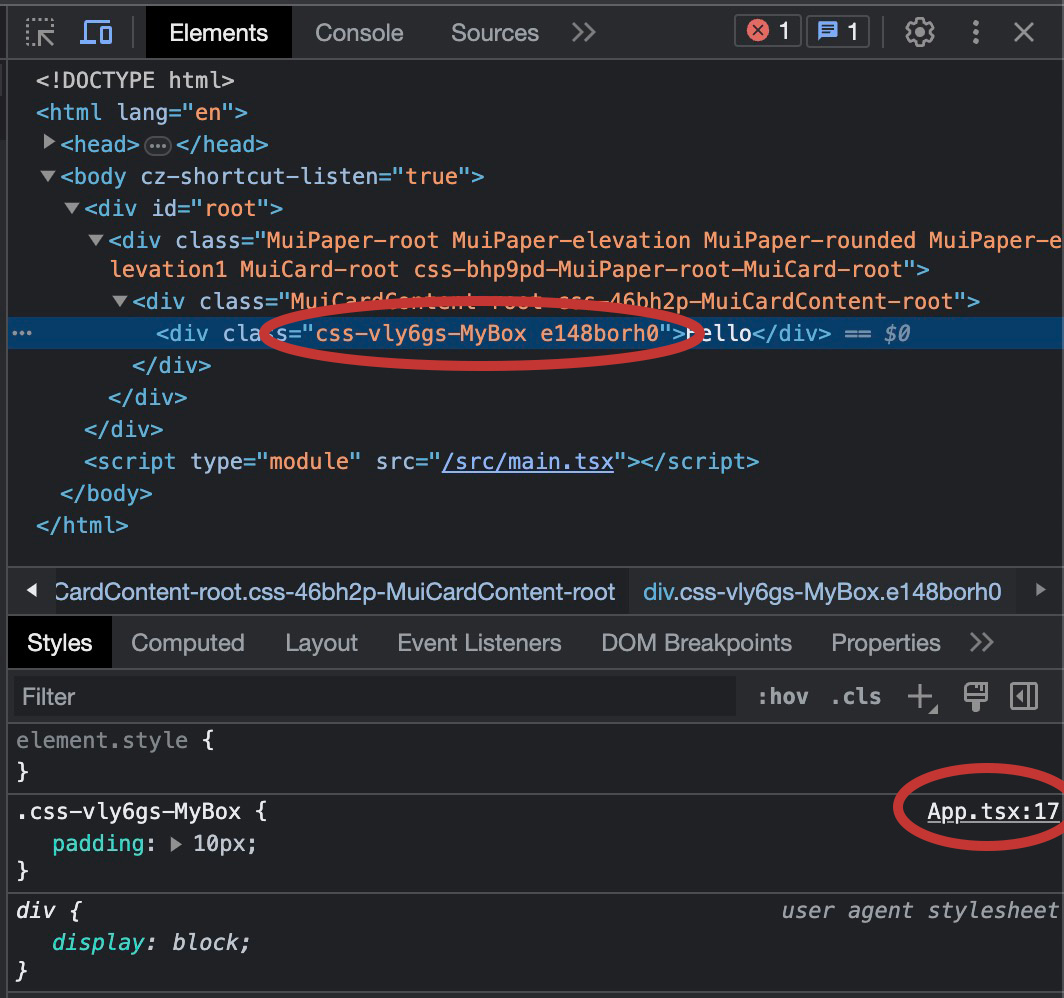 Elements Console Sources 1 1
<!DOCTYPE html>
<html lang="en">
<head> </head>
<body cz-shortcut-listen="true">
<div id="root">
<div class="MuiPaper-root MuiPaper-elevation MuiPaper-rounded MuiPaper-e
levation1 MuiCard-root css-bhp9pd-MuiPaper-root-MuiCard-root">
<div class="MuiCardContent-root css-46bh2p-MuiCardContent-root">
<div class="css-vly6gs-MyBox e148borh0">Hello</div> == $0
</div>
</div>
</div>
<script type="module" src="/src/main.tsx"></script>
</body>
</html>
CardContent-root.css-46bh2p-MuiCardContent-root div.css-vly6gs-MyBox.e148borh0
Styles Computed Layout Event Listeners DOM Breakpoints Properties
Filter :hov .cls
element.style {
}
.css-vly6gs-MyBox { App.tsx:17
padding: 10px;
}
div { user agent stylesheet
display: block;
}